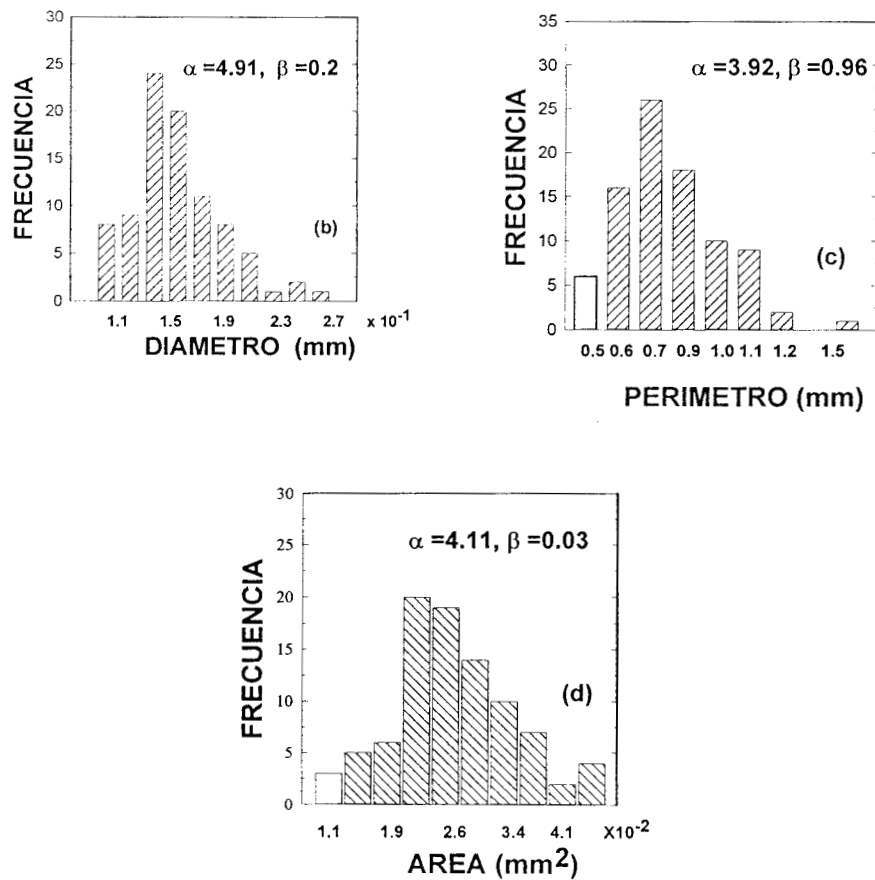 30
25
20
15
10
5
0
FRECUENCIA
α =4.91, β =0.2
(b)
1.1 1.5 1.9 2.3 2.7 x 10-1
DIAMETRO (mm)
35
30
25
20
15
10
5
0
FRECUENCIA
α =3.92, β =0.96
(c)
0.5 0.6 0.7 0.9 1.0 1.1 1.2 1.5
PERIMETRO (mm)
30
25
20
15
10
5
0
FRECUENCIA
α =4.11, β =0.03
(d)
1.1 1.9 2.6 3.4 4.1 X10-2
AREA (mm2)